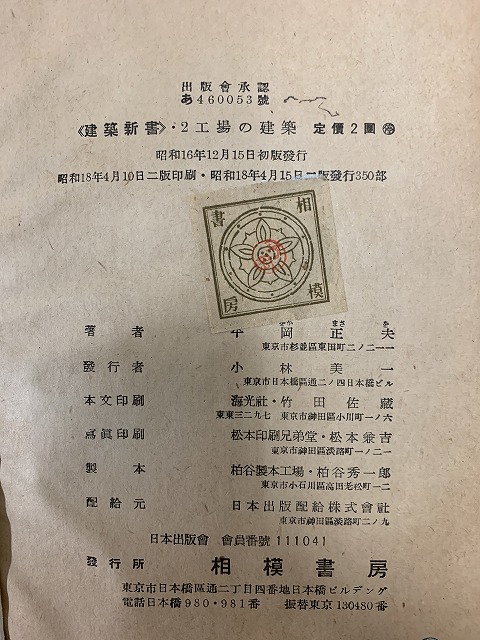 出版會承認
あ460053號
《建築新書》・2工場の建築 定價2圓 停
昭和16年12月15日初版發行
昭和18年4月10日二版印刷・昭和18年4月15日二版發行350部
相模書房
著者 平岡正夫
東京市杉並區東田町二ノ二一一
發行者 小林美一
東京市日本橋區通二ノ四日本橋ビル
本文印刷 海光社・竹田佐藏
東東三二九七 東京市神田區小川町一ノ六
寫眞印刷 松本印刷兄弟堂・松本兼吉
東京市神田區淡路町一ノ二一
製本 柏谷製本工場・柏谷秀一郎
東京市小石川區高田老松町一二
配給元 日本出版配給株式會社
東京市神田區淡路町二ノ九
日本出版會 會員番號 111041
發行所 相模書房
東京市日本橋區通二丁目四番地日本橋ビルデング
電話日本橋980・981番 振替東京130480番